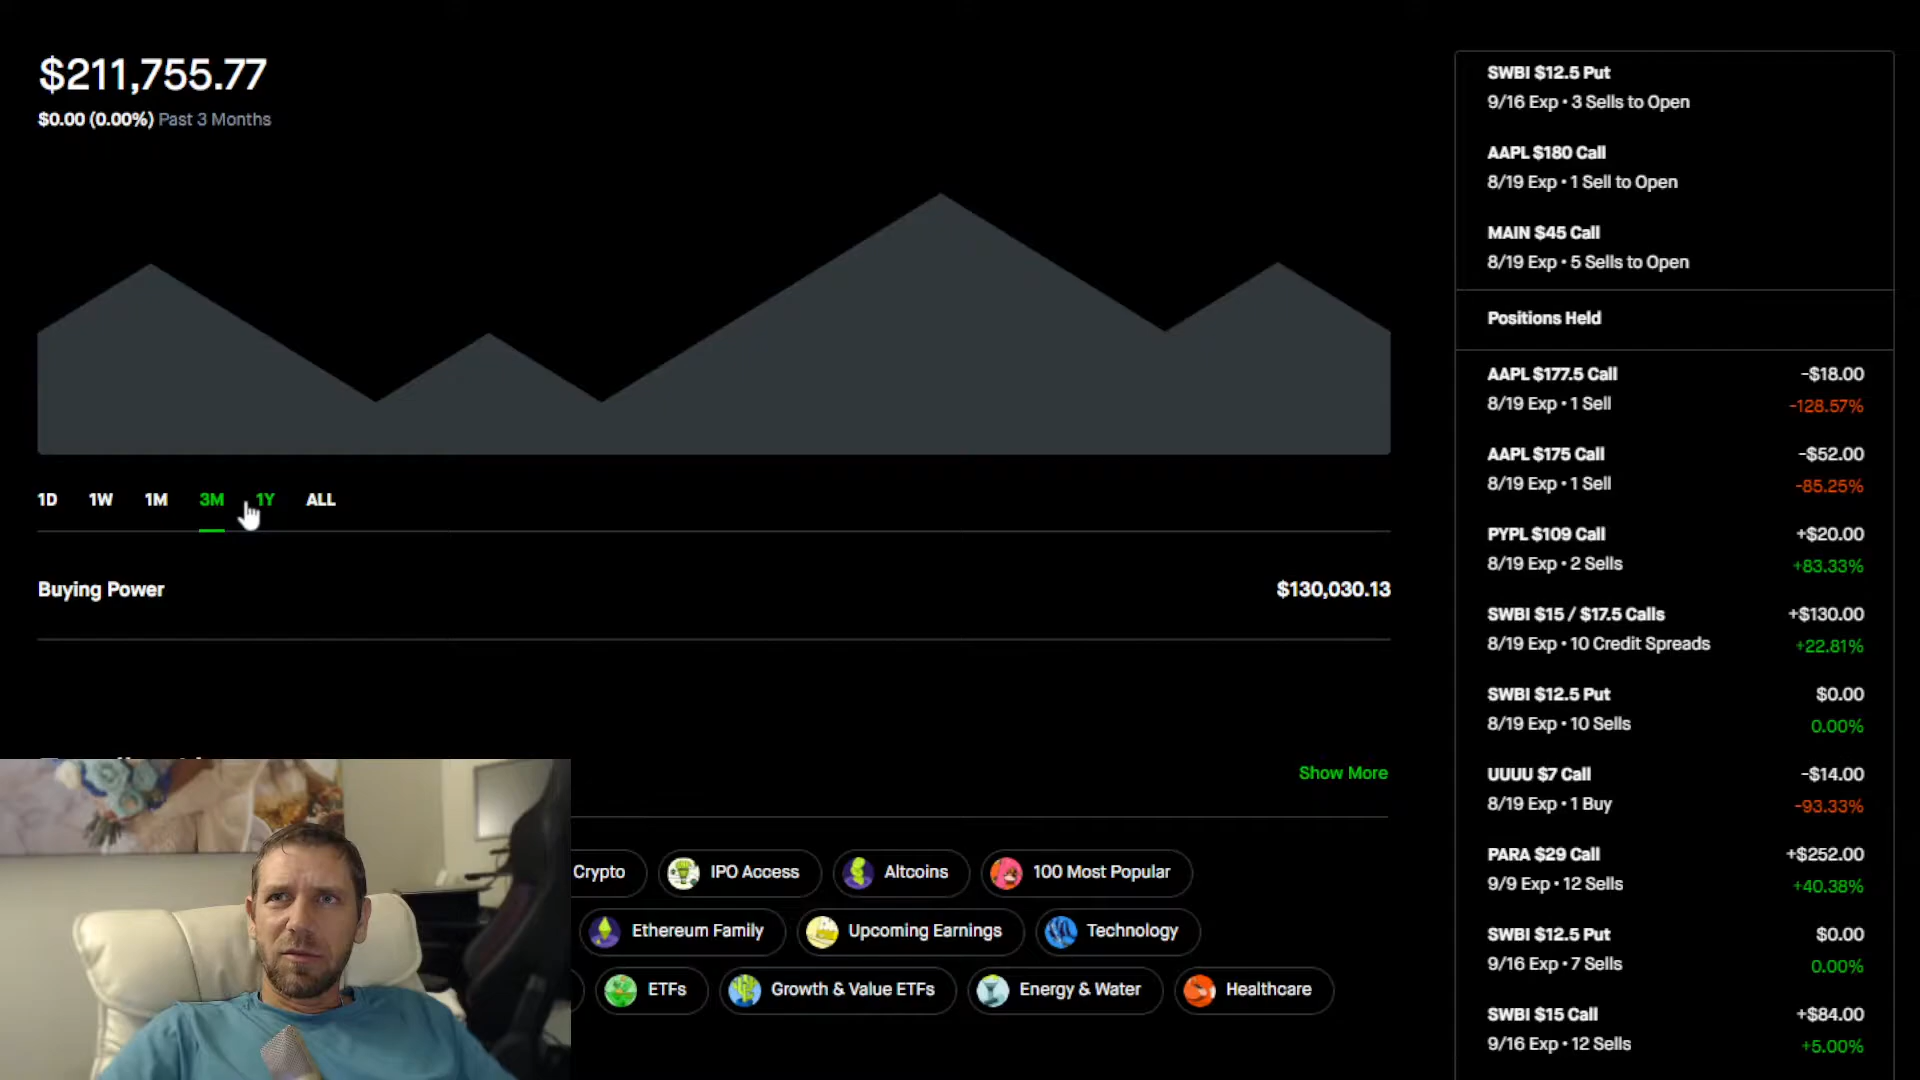 $211,755.77
$0.00 (0.00%) Past 3 Months
1D 1W 1M 3M 1Y ALL
Buying Power $130,030.13
Show More
Crypto IPO Access Altcoins 100 Most Popular
Ethereum Family Upcoming Earnings Technology
ETFs Growth & Value ETFs Energy & Water Healthcare
SWBI $12.5 Put
9/16 Exp • 3 Sells to Open
AAPL $180 Call
8/19 Exp • 1 Sell to Open
MAIN $45 Call
8/19 Exp • 5 Sells to Open
Positions Held
AAPL $177.5 Call -$18.00
8/19 Exp • 1 Sell -128.57%
AAPL $175 Call -$52.00
8/19 Exp • 1 Sell -85.25%
PYPL $109 Call +$20.00
8/19 Exp • 2 Sells +83.33%
SWBI $15 / $17.5 Calls +$130.00
8/19 Exp • 10 Credit Spreads +22.81%
SWBI $12.5 Put $0.00
8/19 Exp • 10 Sells 0.00%
UUUU $7 Call -$14.00
8/19 Exp • 1 Buy -93.33%
PARA $29 Call +$252.00
9/9 Exp • 12 Sells +40.38%
SWBI $12.5 Put $0.00
9/16 Exp • 7 Sells 0.00%
SWBI $15 Call +$84.00
9/16 Exp • 12 Sells +5.00%